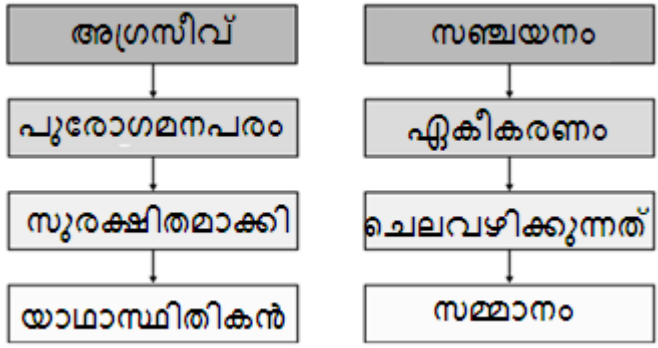 അഗ്രസീവ്
പുരോഗമനപരം
സുരക്ഷിതമാക്കി
യാഥാസ്ഥിതികൻ
സഞ്ചയനം
ഏകീകരണം
ചെലവഴിക്കുന്നത്
സമ്മാനം